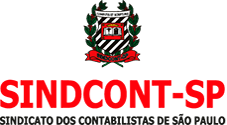 SINDCONT-SP
SINDICATO DOS CONTABILISTAS DE SÃO PAULO